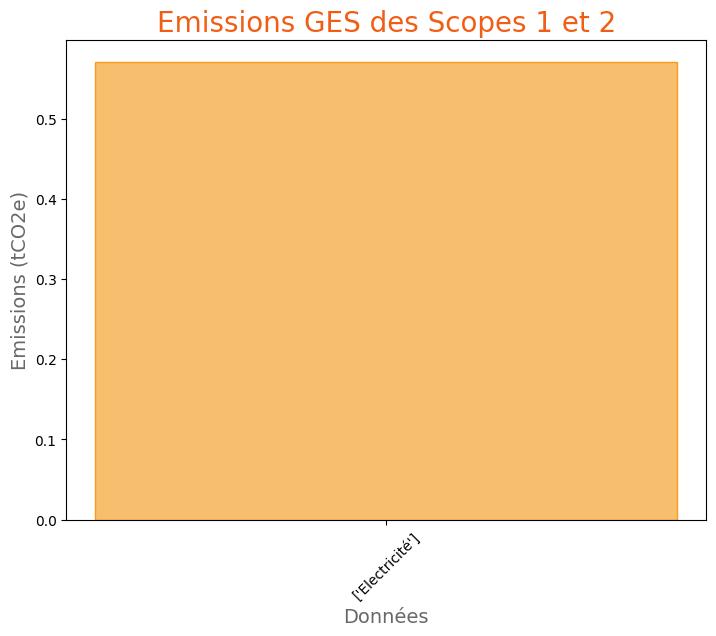 Emissions GES des Scopes 1 et 2
Emissions (tCO2e)
0.5
0.4
0.3
0.2
0.1
0.0
['Electricité']
Données